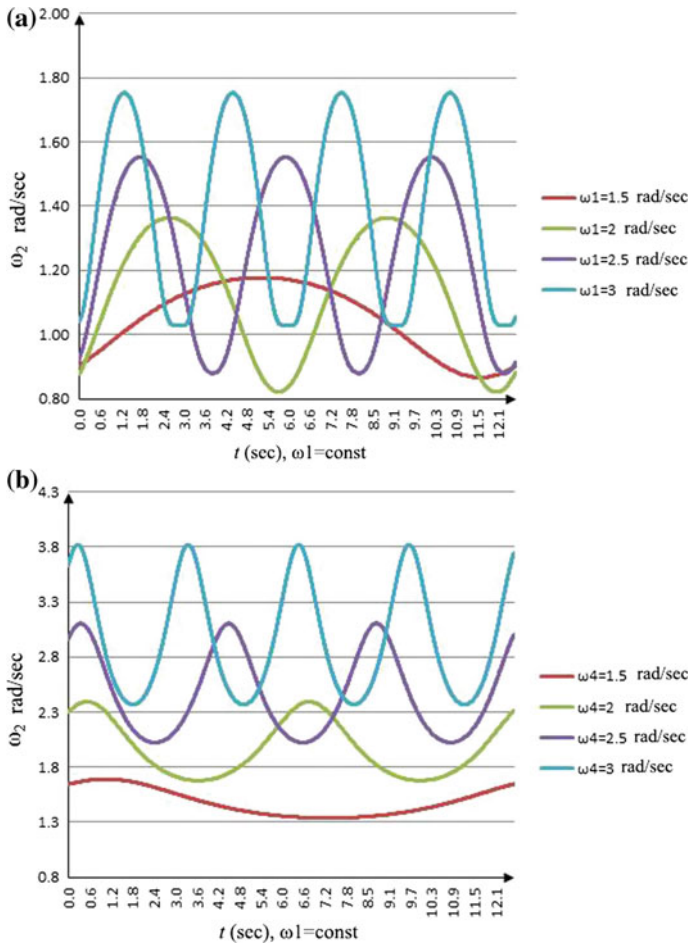 (a)
2.00
1.80
1.60
1.40
1.20
1.00
0.80
ω₂ rad/sec
0.0 0.6 1.2 1.8 2.4 3.0 3.6 4.2 4.8 5.4 6.0 6.6 7.2 7.8 8.5 9.1 9.7 10.3 10.9 11.5 12.1
t (sec), ω1=const
ω1=1.5 rad/sec
ω1=2 rad/sec
ω1=2.5 rad/sec
ω1=3 rad/sec
(b)
4.3
3.8
3.3
2.8
2.3
1.8
1.3
0.8
ω₂ rad/sec
0.0 0.6 1.2 1.8 2.4 3.0 3.6 4.2 4.8 5.4 6.0 6.6 7.2 7.8 8.5 9.1 9.7 10.3 10.9 11.5 12.1
t (sec), ω1=const
ω4=1.5 rad/sec
ω4=2 rad/sec
ω4=2.5 rad/sec
ω4=3 rad/sec